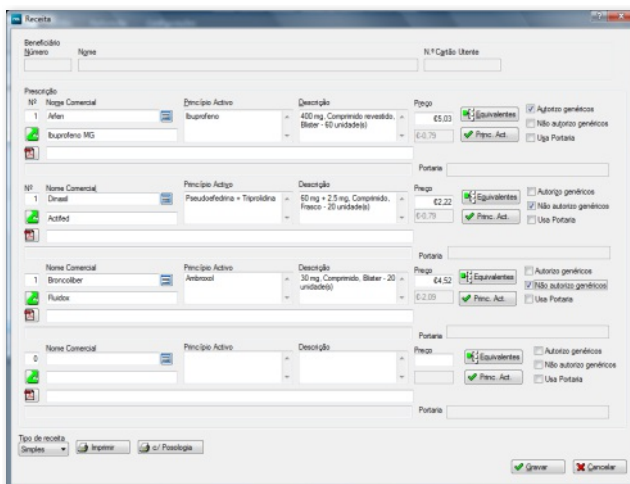 Receita
Beneficiário
Número Nome N.º Cartão Utente
Prescrição
Nº Nome Comercial Princípio Activo Descrição Preço
1 Arfen Ibuprofeno 400 mg, Comprimido revestido, Blister - 60 unidade(s) €5,03 Equivalentes Autorizo genéricos
Não autorizo genéricos
Ibuprofeno MG €-0,79 Princ. Act. Usa Portaria
Portaria
Nº Nome Comercial Princípio Activo Descrição Preço
1 Pseudoefedrina + Triprolidina 60 mg + 2.5 mg, Comprimido, Frasco - 20 unidade(s) €2,22 Equivalentes Autorizo genéricos
Não autorizo genéricos
Actifed €-0,79 Princ. Act. Usa Portaria
Portaria
Nome Comercial Princípio Activo Descrição Preço
1 Broncoliber Ambroxol 30 mg, Comprimido, Blister - 20 unidade(s) €4,52 Equivalentes Autorizo genéricos
Não autorizo genéricos
Fluidox €-2,09 Princ. Act. Usa Portaria
Portaria
Nome Comercial Princípio Activo Descrição Preço
0 Equivalentes Autorizo genéricos
Não autorizo genéricos
Princ. Act. Usa Portaria
Portaria
Tipo de receita
Simples Imprimir c/ Posologia
Gravar Cancelar